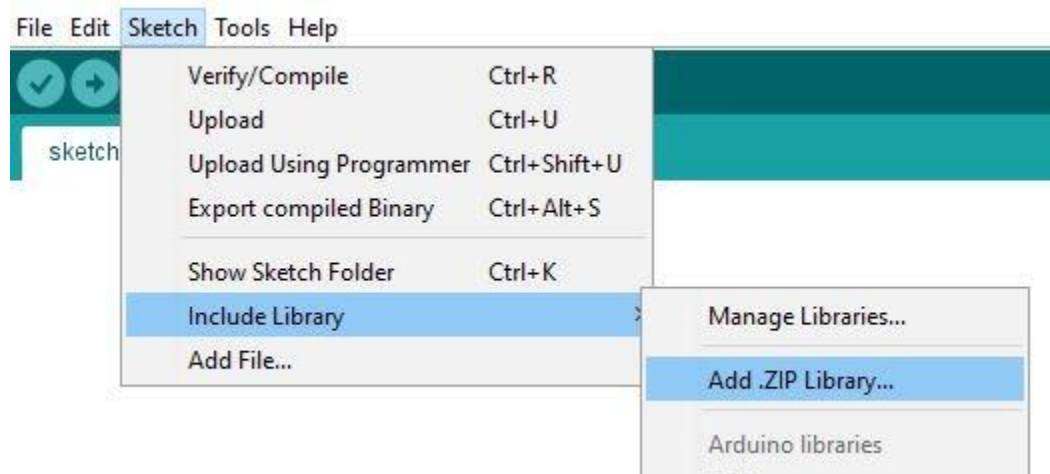 File Edit Sketch Tools Help
Verify/Compile Ctrl+R
Upload Ctrl+U
sketch
Upload Using Programmer Ctrl+Shift+U
Export compiled Binary Ctrl+Alt+S
Show Sketch Folder Ctrl+K
Include Library
Manage Libraries...
Add File...
Add .ZIP Library...
Arduino libraries